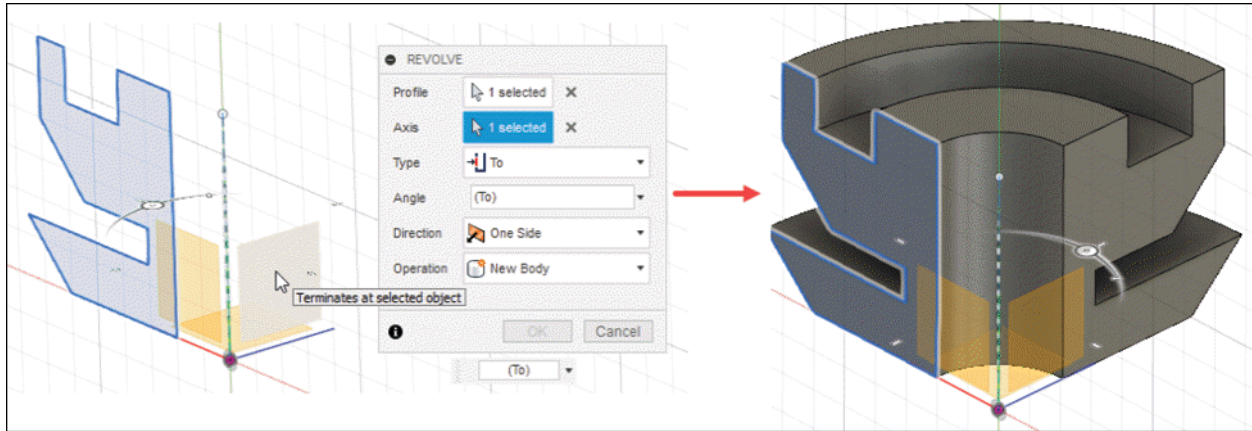 REVOLVE
Profile 1 selected
Axis 1 selected
Type To
Angle (To)
Direction One Side
Operation New Body
Terminates at selected object
OK Cancel
(To)